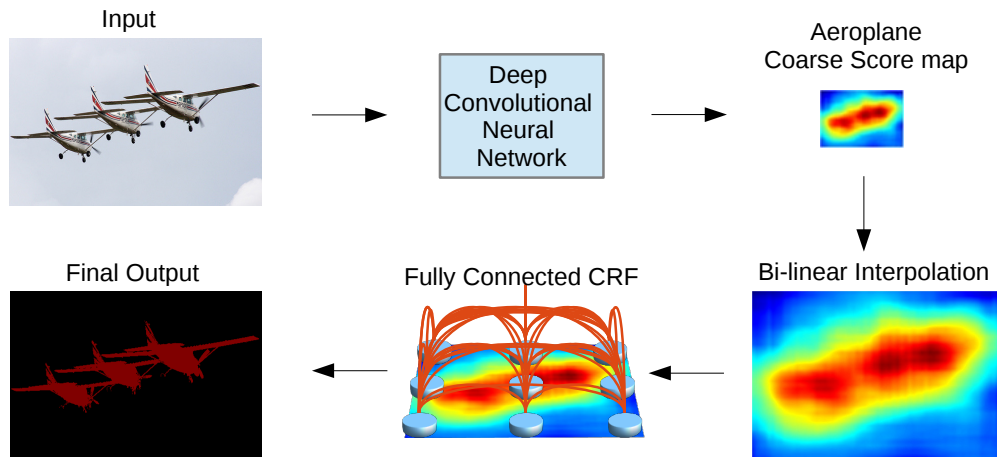 Input
Deep
Convolutional
Neural
Network
Aeroplane
Coarse Score map
Final Output
Fully Connected CRF
Bi-linear Interpolation